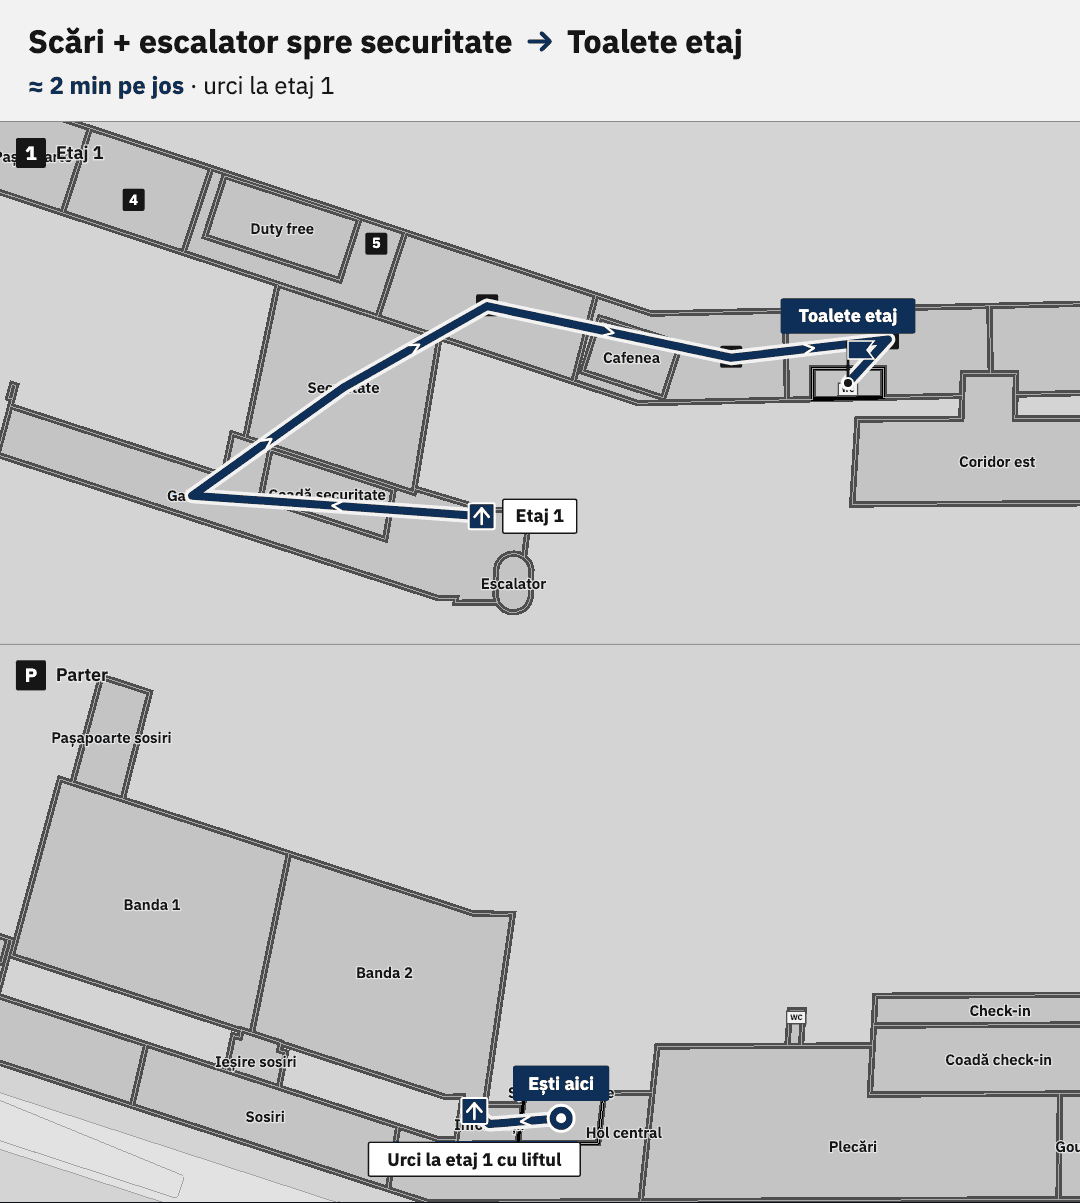 Scări + escalator spre securitate → Toalete etaj
≈ 2 min pe jos · urci la etaj 1
1 Etaj 1
4
Duty free
5
Toalete etaj
Cafenea
WC
Coridor est
Coadă securitate
Etaj 1
Escalator
P Parter
Pașapoarte sosiri
Banda 1
Banda 2
WC
Check-in
Coadă check-in
Ieșire sosiri
Ești aici
Sosiri
Hol central
Plecări
Urci la etaj 1 cu liftul